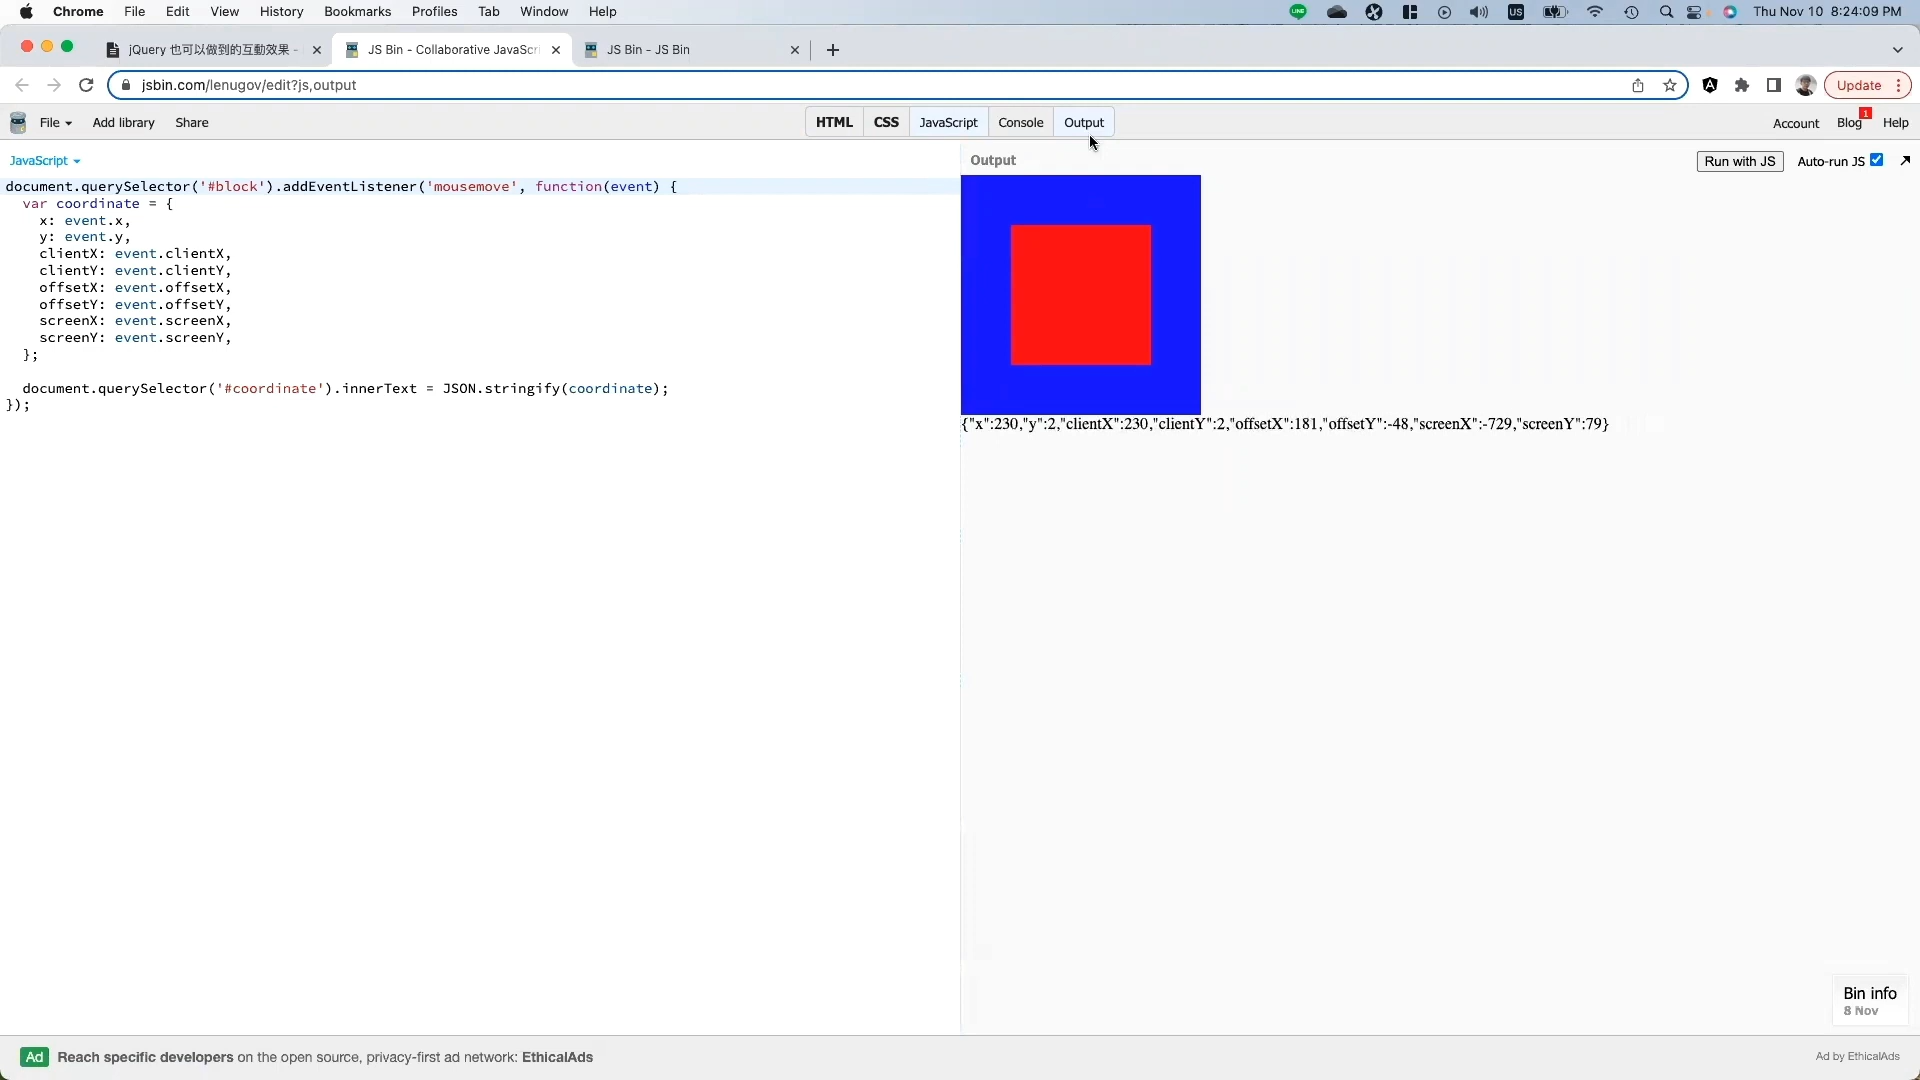 Chrome File Edit View History Bookmarks Profiles Tab Window Help LINE US Thu Nov 10 8:24:09 PM
jQuery 也可以做到的互動效果 - JS Bin - Collaborative JavaScri JS Bin - JS Bin
jsbin.com/lenugov/edit?js,output Update
File Add library Share HTML CSS JavaScript Console Output Account Blog 1 Help
JavaScript
Output Run with JS Auto-run JS
document.querySelector('#block').addEventListener('mousemove', function(event) {
var coordinate = {
x: event.x,
y: event.y,
clientX: event.clientX,
clientY: event.clientY,
offsetX: event.offsetX,
offsetY: event.offsetY,
screenX: event.screenX,
screenY: event.screenY,
};
document.querySelector('#coordinate').innerText = JSON.stringify(coordinate);
});
{"x":230,"y":2,"clientX":230,"clientY":2,"offsetX":181,"offsetY":-48,"screenX":-729,"screenY":79}
Bin info
8 Nov
Ad Reach specific developers on the open source, privacy-first ad network: EthicalAds
Ad by EthicalAds